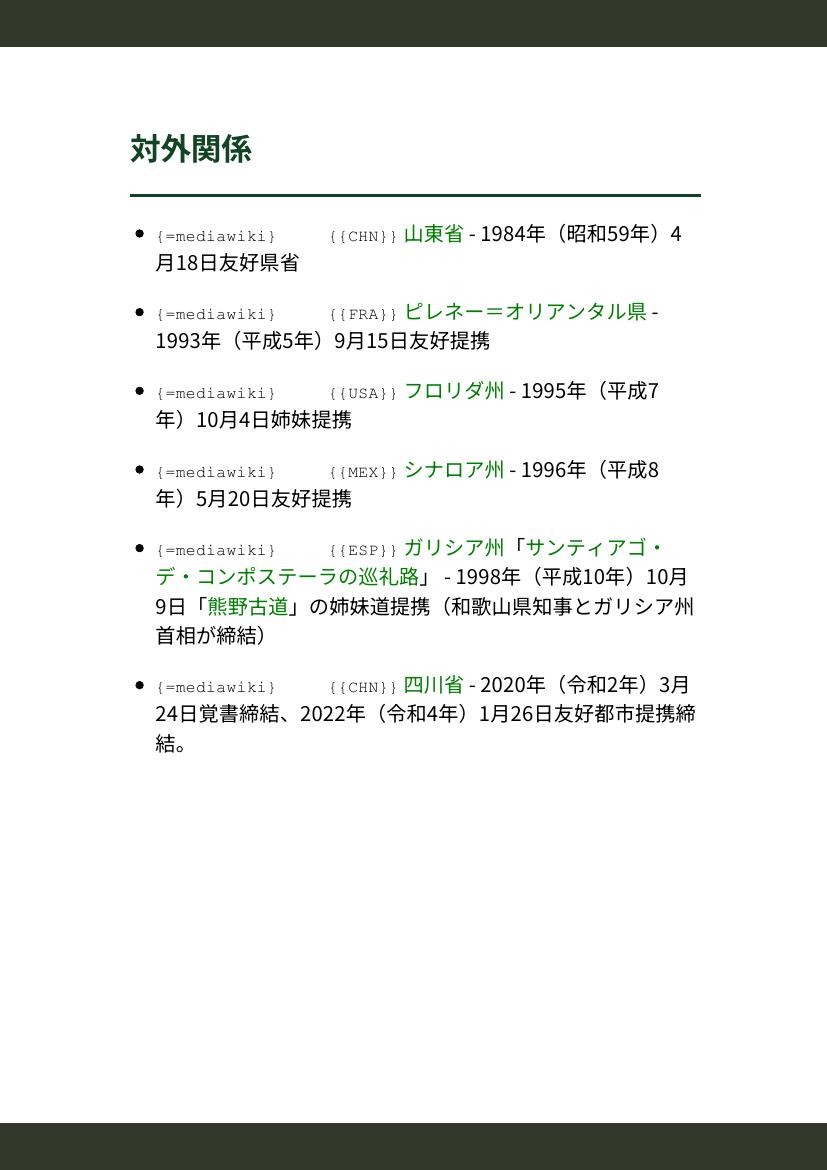 対外関係
• {=mediawiki} {{CHN}} 山東省 - 1984年（昭和59年）4
月18日友好県省
• {=mediawiki} {{FRA}} ピレネー＝オリアンタル県 -
1993年（平成5年）9月15日友好提携
• {=mediawiki} {{USA}} フロリダ州 - 1995年（平成7
年）10月4日姉妹提携
• {=mediawiki} {{MEX}} シナロア州 - 1996年（平成8
年）5月20日友好提携
• {=mediawiki} {{ESP}} ガリシア州「サンティアゴ・
デ・コンポステーラの巡礼路」 - 1998年（平成10年）10月
9日「熊野古道」の姉妹道提携（和歌山県知事とガリシア州
首相が締結）
• {=mediawiki} {{CHN}} 四川省 - 2020年（令和2年）3月
24日覚書締結、2022年（令和4年）1月26日友好都市提携締
結。